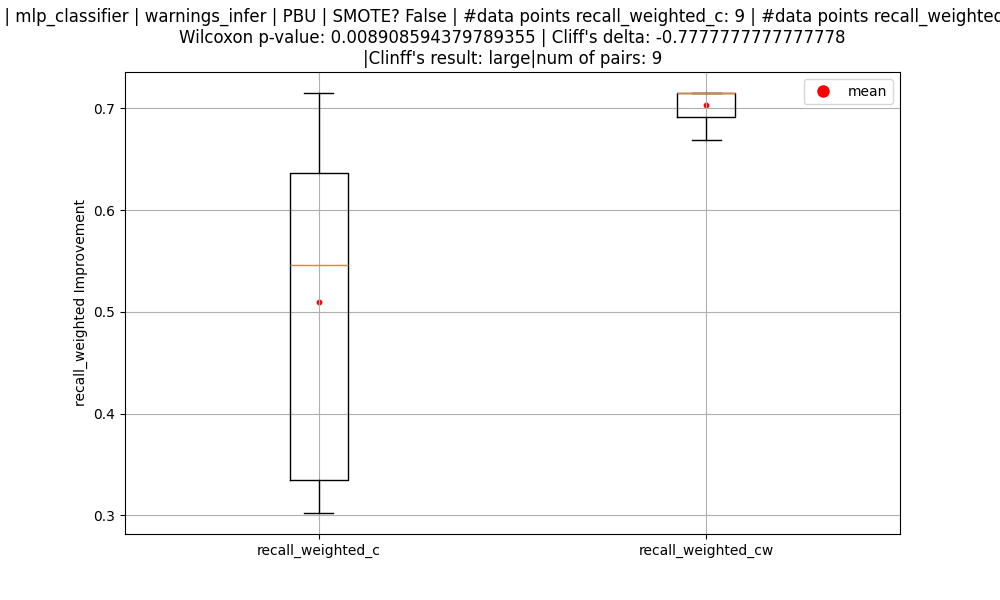 | mlp_classifier | warnings_infer | PBU | SMOTE? False | #data points recall_weighted_c: 9 | #data points recall_weighted
Wilcoxon p-value: 0.008908594379789355 | Cliff's delta: -0.7777777777777778
|Clinff's result: large|num of pairs: 9
mean
0.7
0.6
0.5
0.4
0.3
recall_weighted Improvement
recall_weighted_c
recall_weighted_cw